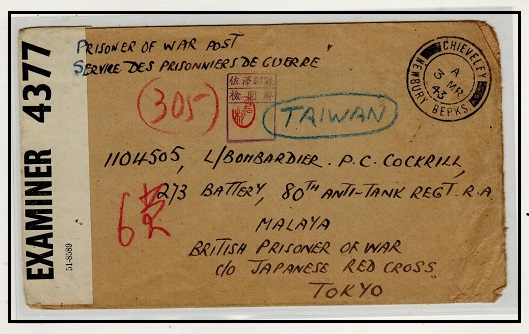 EXAMINER 4377
51-8589
PRISONER OF WAR POST
SERVICE DES PRISONNIERS DE GUERRE"
CHIEVELEY
A
3 MR
43
NEWBURY BERKS
(305)
TAIWAN
1104505, L/BOMBARDIER. P.C. COCKRILL,
273 BATTERY, 80TH ANTI-TANK REGT. R.A
MALAYA
BRITISH PRISONER OF WAR
C/O JAPANESE RED CROSS
TOKYO